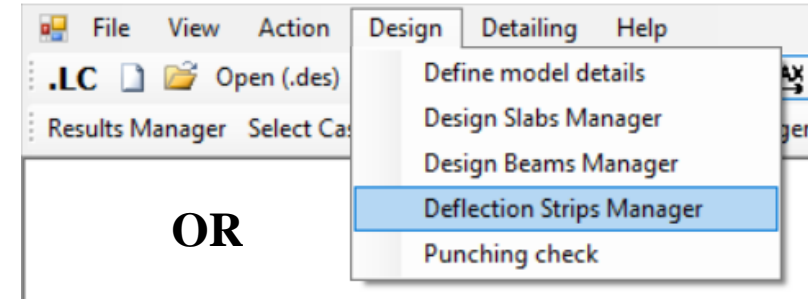 File View Action Design Detailing Help
.LC Open (.des) Define model details
Results Manager Select Design Slabs Manager
Design Beams Manager
Deflection Strips Manager
OR
Punching check